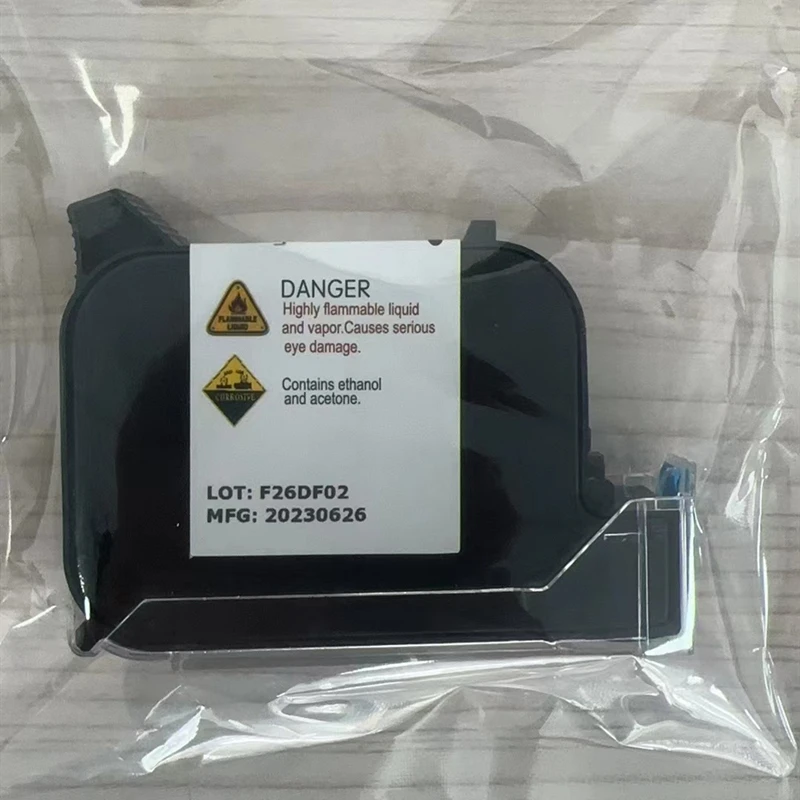 DANGER
Highly flammable liquid
and vapor.Causes serious
eye damage.
FLAMMABLE
LIQUID
Contains ethanol
and acetone.
CORROSIVE
LOT: F26DF02
MFG: 20230626